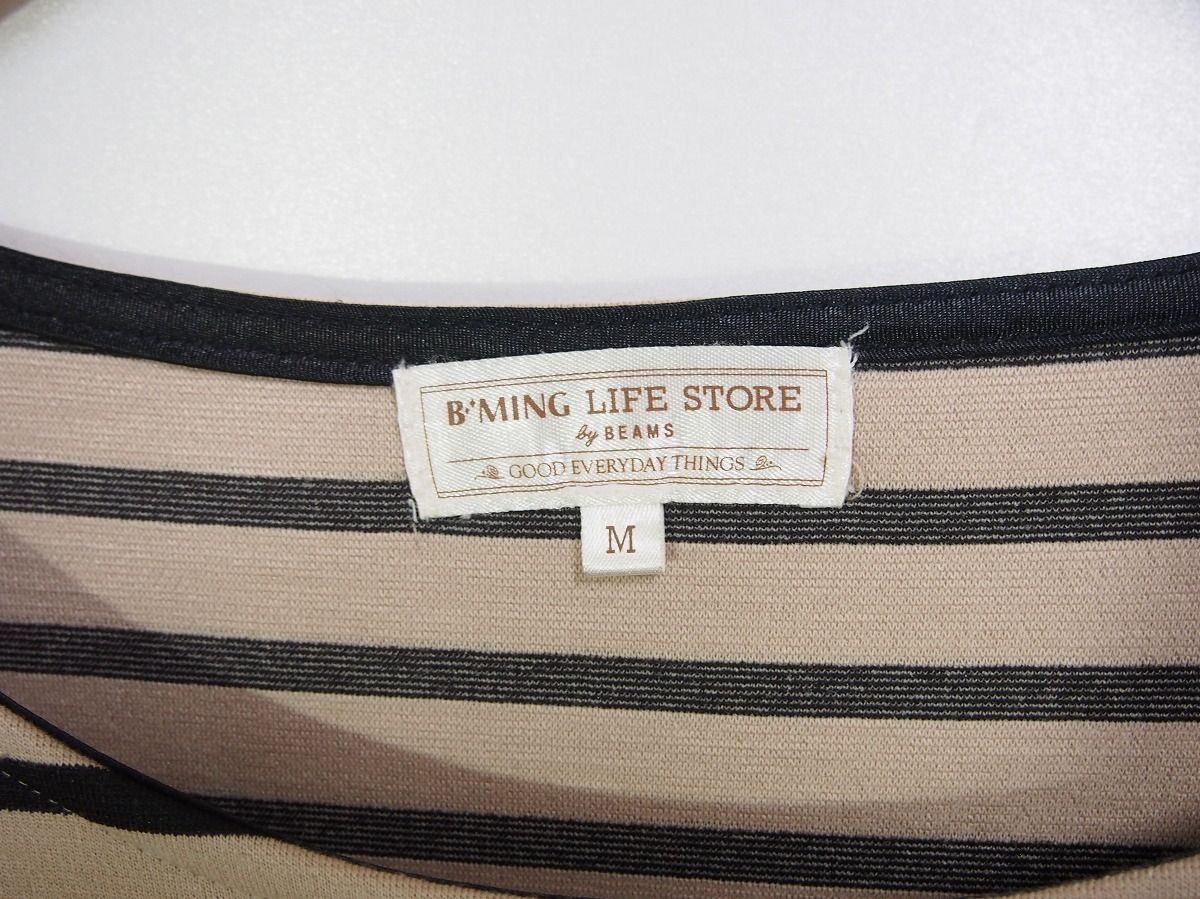 B·'MING LIFE STORE
by BEAMS
GOOD EVERYDAY THINGS
M